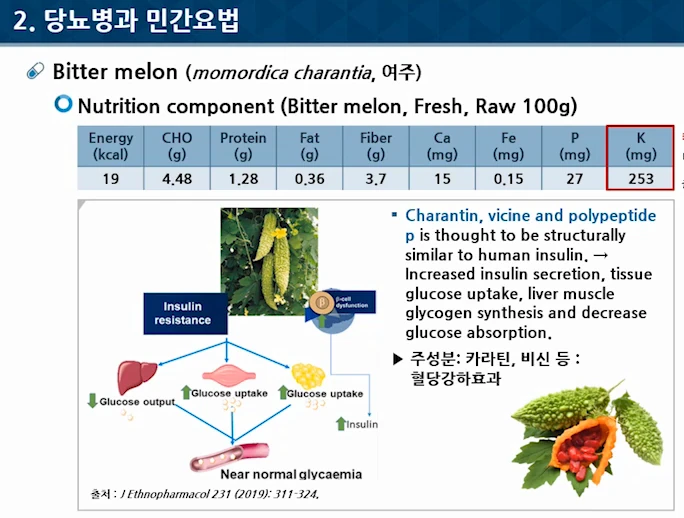 2. 당뇨병과 민간요법
Bitter melon (momordica charantia, 여주)
Nutrition component (Bitter melon, Fresh, Raw 100g)
Energy (kcal) CHO (g) Protein (g) Fat (g) Fiber (g) Ca (mg) Fe (mg) P (mg) K (mg)
19 4.48 1.28 0.36 3.7 15 0.15 27 253
Insulin
resistance
β-cell
dysfunction
Glucose output
Glucose uptake
Glucose uptake
Insulin
Near normal glycaemia
출처 : J Ethnopharmacol 231 (2019): 311-324.
▪ Charantin, vicine and polypeptide
p is thought to be structurally
similar to human insulin. →
Increased insulin secretion, tissue
glucose uptake, liver muscle
glycogen synthesis and decrease
glucose absorption.
▶ 주성분: 카라틴, 비신 등 :
혈당강하효과